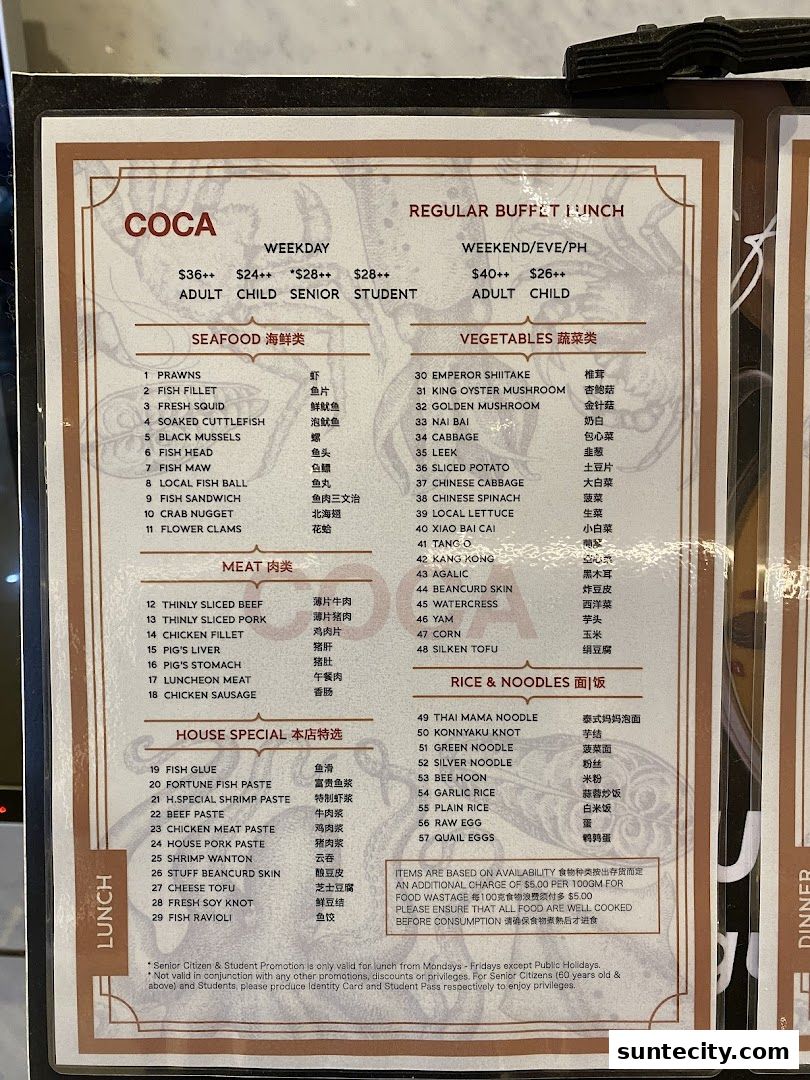 COCA
REGULAR BUFFET LUNCH
WEEKDAY
$36++ $24++ *$28++ $28++
ADULT CHILD SENIOR STUDENT
WEEKEND/EVE/PH
$40++ $26++
ADULT CHILD
SEAFOOD 海鲜类
1 PRAWNS 虾
2 FISH FILLET 鱼片
3 FRESH SQUID 鲜鱿鱼
4 SOAKED CUTTLEFISH 泡鱿鱼
5 BLACK MUSSELS 螺
6 FISH HEAD 鱼头
7 FISH MAW 鱼鳔
8 LOCAL FISH BALL 鱼丸
9 FISH SANDWICH 鱼肉三文治
10 CRAB NUGGET 北海翅
11 FLOWER CLAMS 花蛤
MEAT 肉类
12 THINLY SLICED BEEF 薄片牛肉
13 THINLY SLICED PORK 薄片猪肉
14 CHICKEN FILLET 鸡肉片
15 PIG'S LIVER 猪肝
16 PIG'S STOMACH 猪肚
17 LUNCHEON MEAT 午餐肉
18 CHICKEN SAUSAGE 香肠
HOUSE SPECIAL 本店特选
19 FISH GLUE 鱼滑
20 FORTUNE FISH PASTE 富贵鱼浆
21 H.SPECIAL SHRIMP PASTE 特制虾浆
22 BEEF PASTE 牛肉浆
23 CHICKEN MEAT PASTE 鸡肉浆
24 HOUSE PORK PASTE 猪肉浆
25 SHRIMP WANTON 云吞
26 STUFF BEANCURD SKIN 酿豆皮
27 CHEESE TOFU 芝士豆腐
28 FRESH SOY KNOT 鲜豆结
29 FISH RAVIOLI 鱼饺
VEGETABLES 蔬菜类
30 EMPEROR SHIITAKE 椎茸
31 KING OYSTER MUSHROOM 杏鲍菇
32 GOLDEN MUSHROOM 金针菇
33 NAI BAI 奶白
34 CABBAGE 包心菜
35 LEEK 韭葱
36 SLICED POTATO 土豆片
37 CHINESE CABBAGE 大白菜
38 CHINESE SPINACH 菠菜
39 LOCAL LETTUCE 生菜
40 XIAO BAI CAI 小白菜
41 TANG O
42 KANG KONG 空心菜
43 AGALIC 黑木耳
44 BEANCURD SKIN 炸豆皮
45 WATERCRESS 西洋菜
46 YAM 芋头
47 CORN 玉米
48 SILKEN TOFU 绢豆腐
RICE & NOODLES 面|饭
49 THAI MAMA NOODLE 泰式妈妈泡面
50 KONNYAKU KNOT 芋结
51 GREEN NOODLE 菠菜面
52 SILVER NOODLE 粉丝
53 BEE HOON 米粉
54 GARLIC RICE 蒜蓉炒饭
55 PLAIN RICE 白米饭
56 RAW EGG 蛋
57 QUAIL EGGS 鹌鹑蛋
ITEMS ARE BASED ON AVAILABILITY 食物种类按出存货而定
AN ADDITIONAL CHARGE OF $5.00 PER 100GM FOR
FOOD WASTAGE 每100克食物浪费须付多 $5.00
PLEASE ENSURE THAT ALL FOOD ARE WELL COOKED
BEFORE CONSUMPTION 请确保食物煮熟后才进食
* Senior Citizen & Student Promotion is only valid for lunch from Mondays - Fridays except Public Holidays.
* Not valid in conjunction with any other promotions, discounts or privileges. For Senior Citizens (60 years old &
above) and Students, please produce Identity Card and Student Pass respectively to enjoy privileges.
LUNCH
COCA
DINNER
suntecity.com